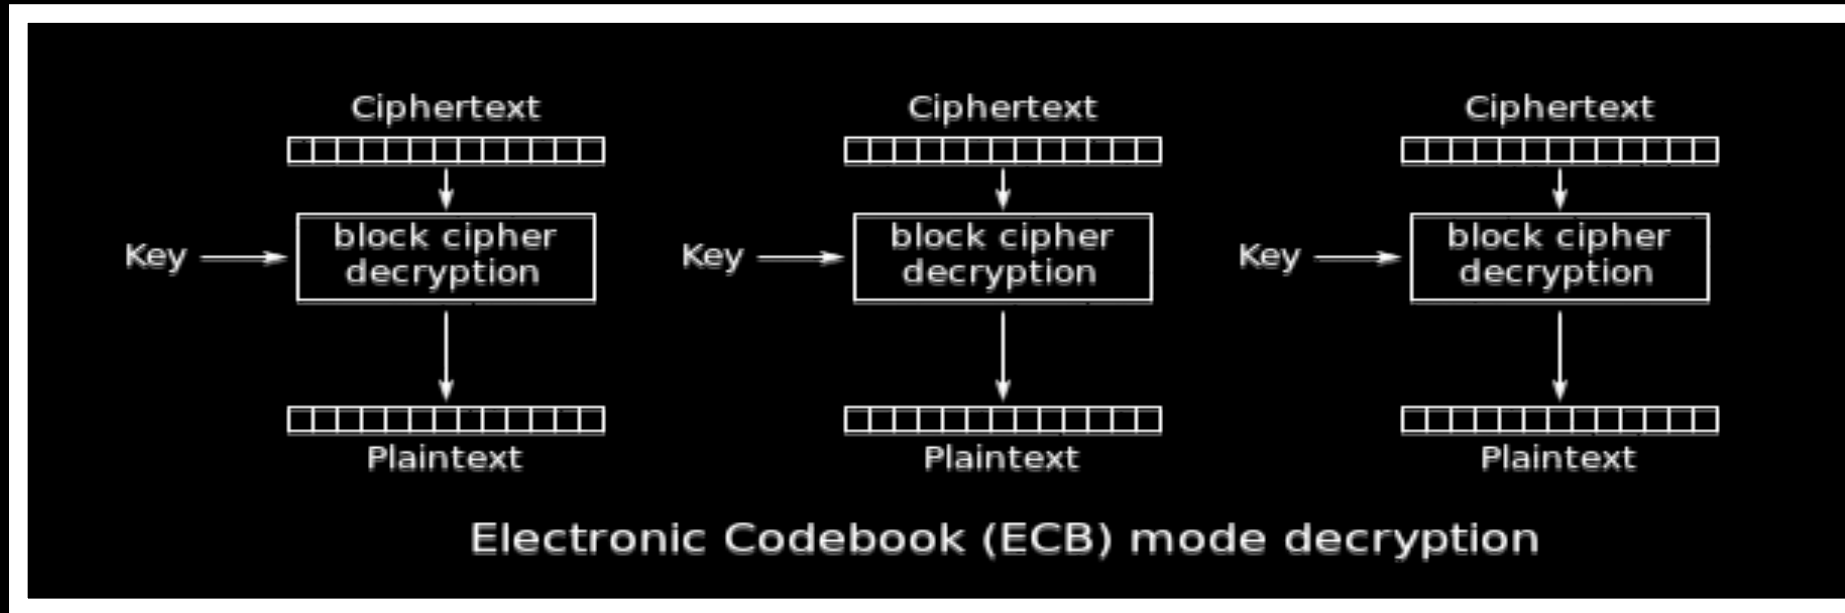 Ciphertext Ciphertext Ciphertext
Key block cipher decryption Key block cipher decryption Key block cipher decryption
Plaintext Plaintext Plaintext
Electronic Codebook (ECB) mode decryption